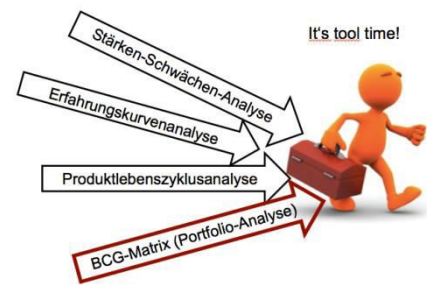 It's tool time!
Stärken-Schwächen-Analyse
Erfahrungskurvenanalyse
Produktlebenszyklusanalyse
BCG-Matrix (Portfolio-Analyse)